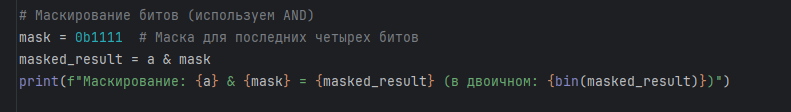 # Маскирование битов (используем AND)
mask = 0b1111  # Маска для последних четырех битов
masked_result = a & mask
print(f"Маскирование: {a} & {mask} = {masked_result} (в двоичном: {bin(masked_result)})")